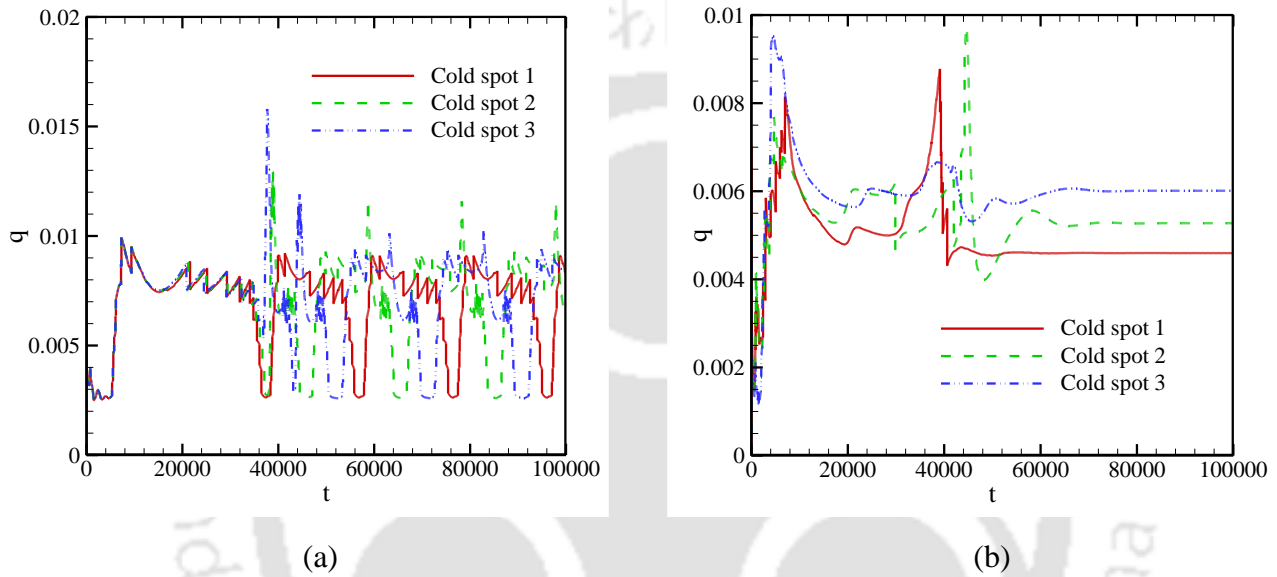 0.02
0.015
0.01
0.005
0
q
0 20000 40000 60000 80000 100000
t
Cold spot 1
Cold spot 2
Cold spot 3
(a)
0.01
0.008
0.006
0.004
0.002
0
q
0 20000 40000 60000 80000 100000
t
Cold spot 1
Cold spot 2
Cold spot 3
(b)